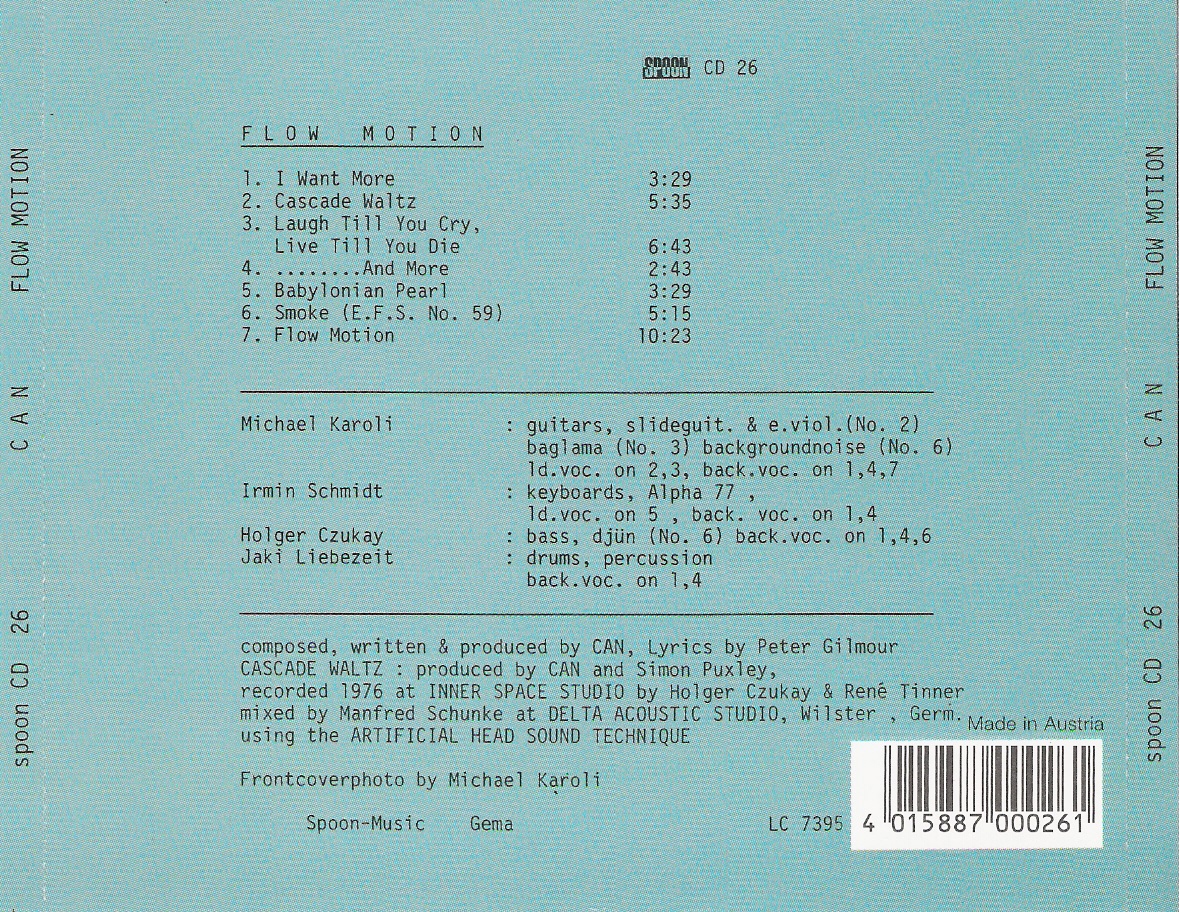 SPOON CD 26
FLOW MOTION
1. I Want More 3:29
2. Cascade Waltz 5:35
3. Laugh Till You Cry,
Live Till You Die 6:43
4. ........And More 2:43
5. Babylonian Pearl 3:29
6. Smoke (E.F.S. No. 59) 5:15
7. Flow Motion 10:23
Michael Karoli : guitars, slideguit. & e.viol.(No. 2)
baglama (No. 3) backgroundnoise (No. 6)
ld.voc. on 2,3, back.voc. on 1,4,7
Irmin Schmidt : keyboards, Alpha 77 ,
ld.voc. on 5 , back. voc. on 1,4
Holger Czukay : bass, djün (No. 6) back.voc. on 1,4,6
Jaki Liebezeit : drums, percussion
back.voc. on 1,4
composed, written & produced by CAN, Lyrics by Peter Gilmour
CASCADE WALTZ : produced by CAN and Simon Puxley,
recorded 1976 at INNER SPACE STUDIO by Holger Czukay & René Tinner
mixed by Manfred Schunke at DELTA ACOUSTIC STUDIO, Wilster , Germ.
using the ARTIFICIAL HEAD SOUND TECHNIQUE
Made in Austria
Frontcoverphoto by Michael Karoli
Spoon-Music Gema LC 7395
4 015887 000261
spoon CD 26 CAN FLOW MOTION
spoon CD 26 CAN FLOW MOTION